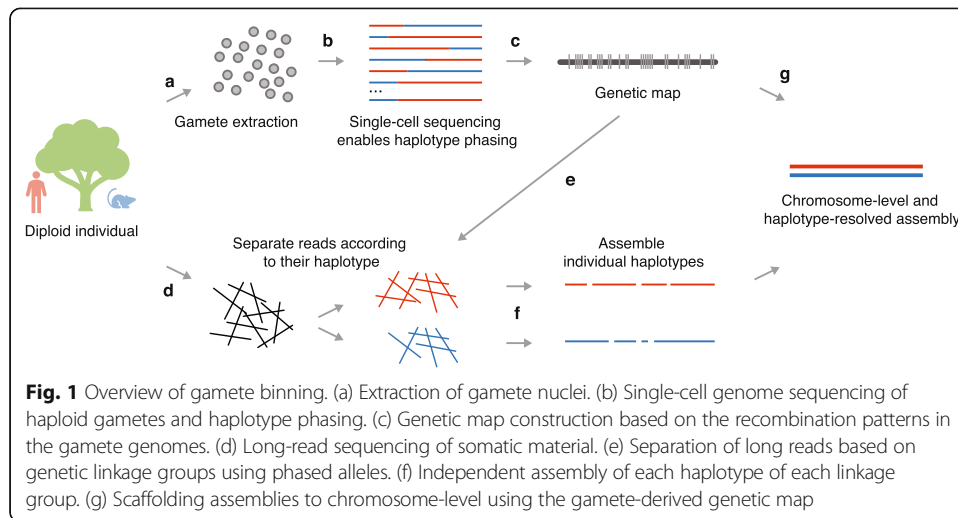 a
b
c
g
Gamete extraction
Single-cell sequencing
enables haplotype phasing
...
Genetic map
e
Diploid individual
Chromosome-level and
haplotype-resolved assembly
Separate reads according
to their haplotype
Assemble
individual haplotypes
d
f
Fig. 1 Overview of gamete binning. (a) Extraction of gamete nuclei. (b) Single-cell genome sequencing of
haploid gametes and haplotype phasing. (c) Genetic map construction based on the recombination patterns in
the gamete genomes. (d) Long-read sequencing of somatic material. (e) Separation of long reads based on
genetic linkage groups using phased alleles. (f) Independent assembly of each haplotype of each linkage
group. (g) Scaffolding assemblies to chromosome-level using the gamete-derived genetic map